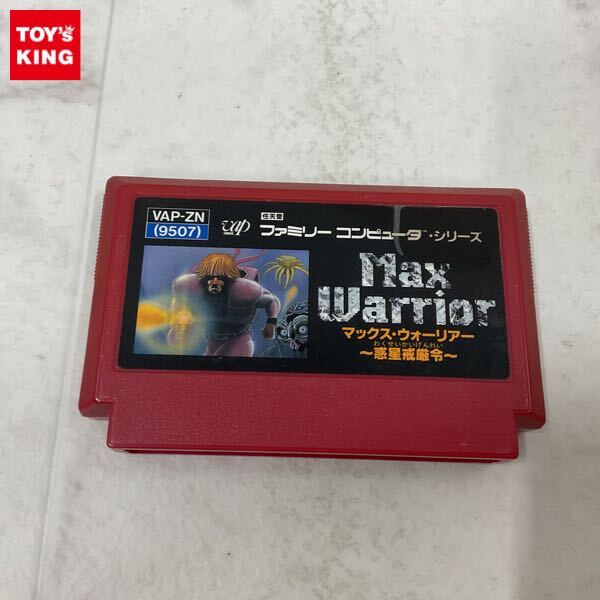 TOY's
KING
VAP-ZN
(9507)
vap
任天堂
ファミリー コンピュータ™・シリーズ
Max
Warrior
マックス・ウォーリアー
わくせいかいげんれい
～惑星戒厳令～